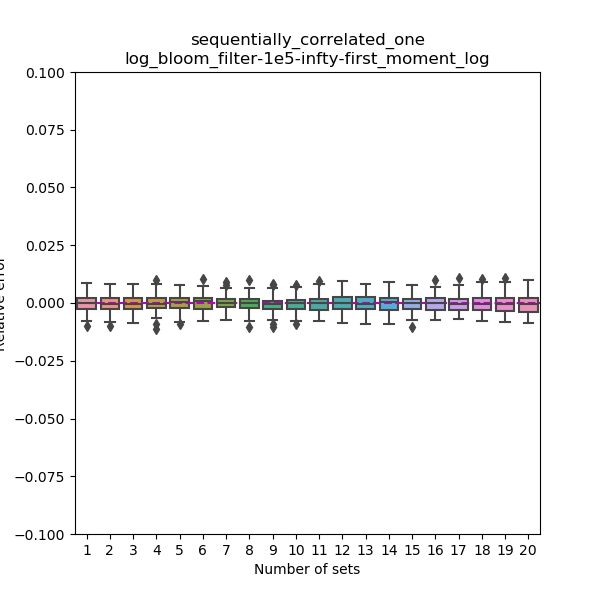 sequentially_correlated_one
log_bloom_filter-1e5-infty-first_moment_log
0.100
0.075
0.050
0.025
0.000
−0.025
−0.050
−0.075
−0.100
Relative error
1 2 3 4 5 6 7 8 9 10 11 12 13 14 15 16 17 18 19 20
Number of sets